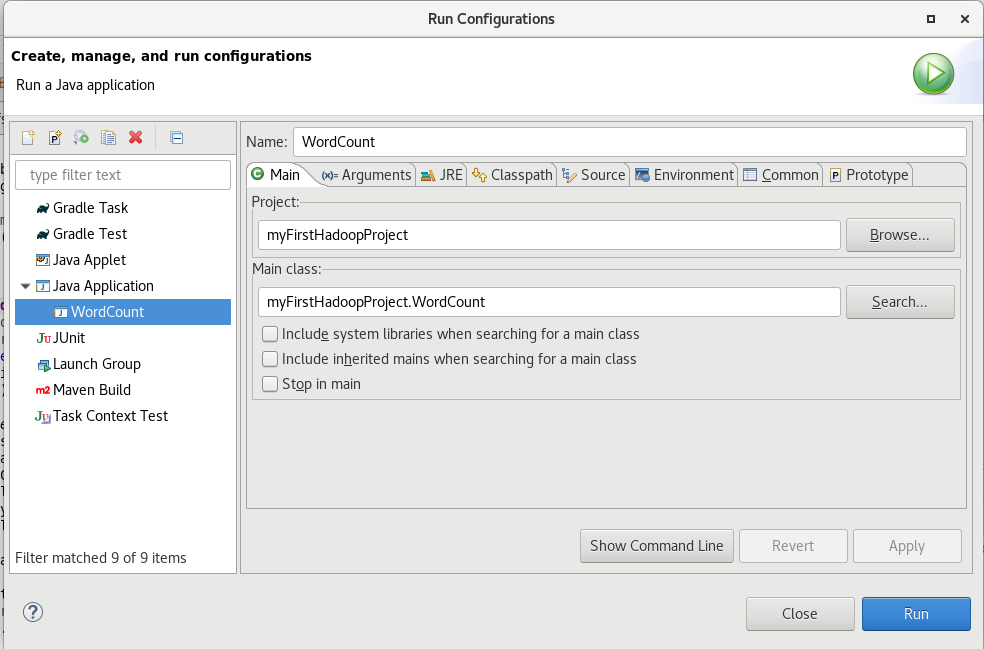 Run Configurations
Create, manage, and run configurations
Run a Java application
type filter text
Gradle Task
Gradle Test
Java Applet
Java Application
WordCount
JUnit
Launch Group
Maven Build
Task Context Test
Filter matched 9 of 9 items
Name: WordCount
Main (x)= Arguments JRE Classpath Source Environment Common Prototype
Project:
myFirstHadoopProject Browse...
Main class:
myFirstHadoopProject.WordCount Search...
Include system libraries when searching for a main class
Include inherited mains when searching for a main class
Stop in main
Show Command Line Revert Apply
Close Run